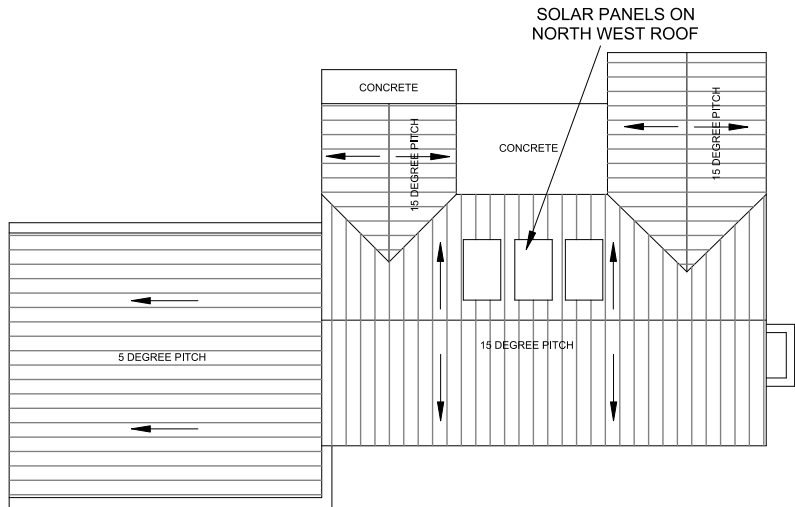 SOLAR PANELS ON
NORTH WEST ROOF
CONCRETE
15 DEGREE PITCH
CONCRETE
15 DEGREE PITCH
5 DEGREE PITCH
15 DEGREE PITCH